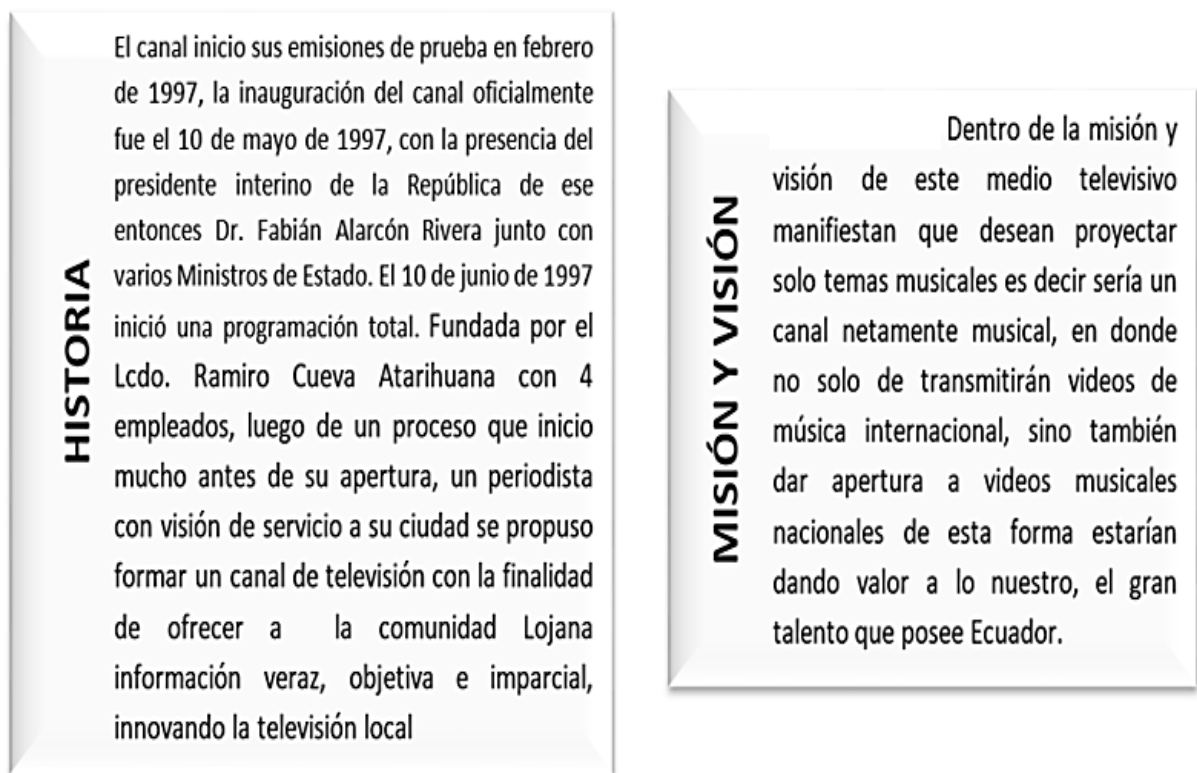 HISTORIA
El canal inicio sus emisiones de prueba en febrero
de 1997, la inauguración del canal oficialmente
fue el 10 de mayo de 1997, con la presencia del
presidente interino de la República de ese
entonces Dr. Fabián Alarcón Rivera junto con
varios Ministros de Estado. El 10 de junio de 1997
inició una programación total. Fundada por el
Lcdo. Ramiro Cueva Atarihuana con 4
empleados, luego de un proceso que inicio
mucho antes de su apertura, un periodista
con visión de servicio a su ciudad se propuso
formar un canal de televisión con la finalidad
de ofrecer a la comunidad Lojana
información veraz, objetiva e imparcial,
innovando la televisión local
MISIÓN Y VISIÓN
Dentro de la misión y
visión de este medio televisivo
manifiestan que desean proyectar
solo temas musicales es decir sería un
canal netamente musical, en donde
no solo de transmitirán videos de
música internacional, sino también
dar apertura a videos musicales
nacionales de esta forma estarían
dando valor a lo nuestro, el gran
talento que posee Ecuador.